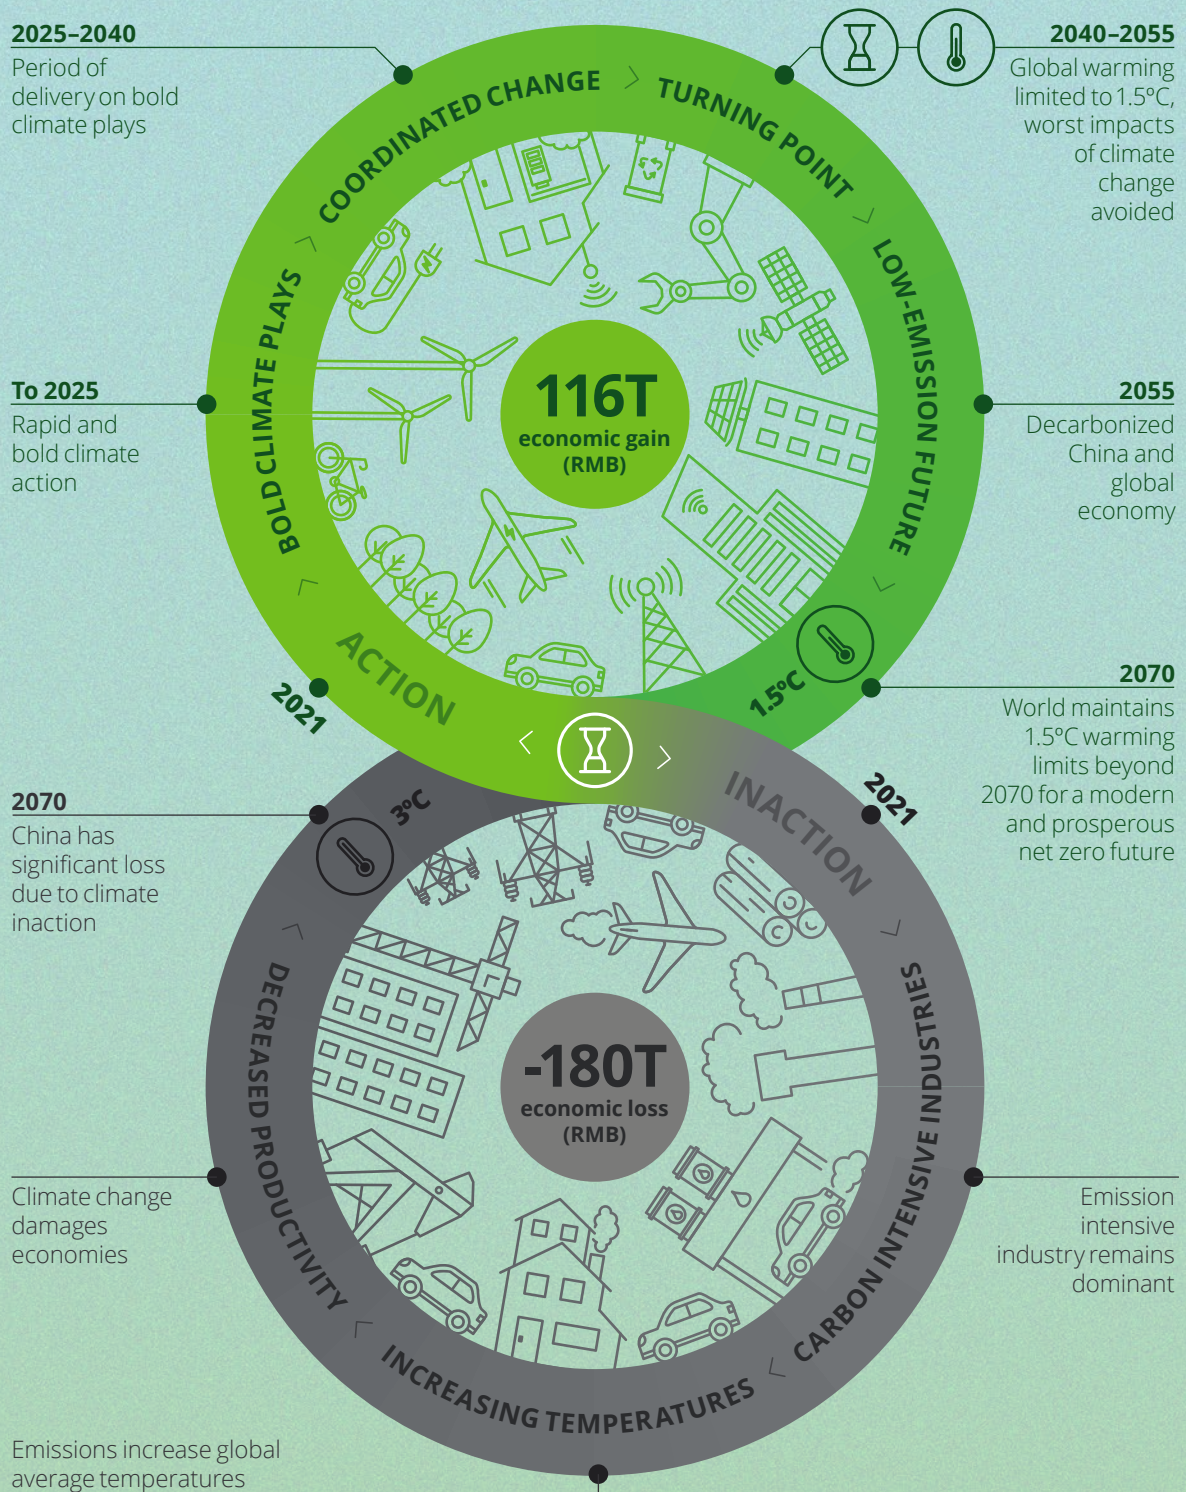 2025–2040
Period of
delivery on bold
climate plays
2040–2055
Global warming
limited to 1.5ºC,
worst impacts
of climate
change
avoided
COORDINATED CHANGE
TURNING POINT
BOLD CLIMATE PLAYS
LOW-EMISSION FUTURE
To 2025
Rapid and
bold climate
action
116T
economic gain
(RMB)
2055
Decarbonized
China and
global
economy
ACTION
2021
1.5ºC
2070
World maintains
1.5ºC warming
limits beyond
2070 for a modern
and prosperous
net zero future
2070
China has
significant loss
due to climate
inaction
3ºC
INACTION
2021
DECREASED PRODUCTIVITY
CARBON INTENSIVE INDUSTRIES
-180T
economic loss
(RMB)
Climate change
damages
economies
Emission
intensive
industry remains
dominant
INCREASING TEMPERATURES
Emissions increase global
average temperatures